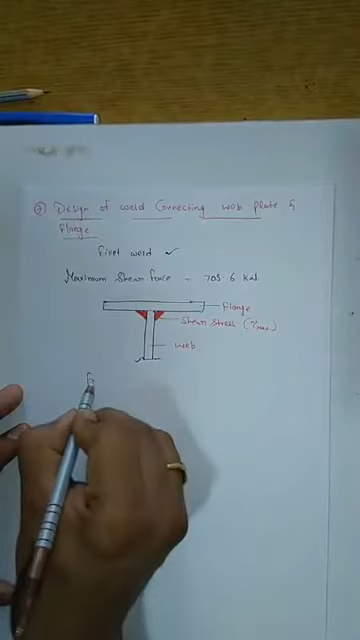 7) Design of weld Connecting web plate &
Flange
Fillet weld ✓
Maximum Shear force = 705.6 kN
Flange
Shear stress (τmax)
web